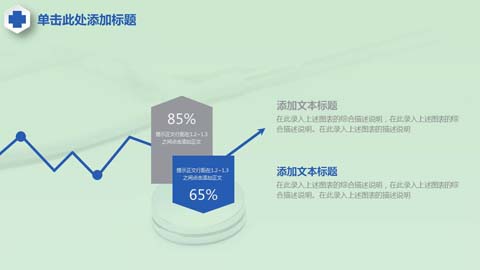 单击此处添加标题
85%
提示正文行距在1.2~1.3
之间点击添加正文
提示正文行距在1.2~1.3
之间点击添加正文
65%
添加文本标题
在此录入上述图表的综合描述说明，在此录入上述图表的综
合描述说明。在此录入上述图表的描述说明
添加文本标题
在此录入上述图表的综合描述说明，在此录入上述图表的综
合描述说明。在此录入上述图表的描述说明